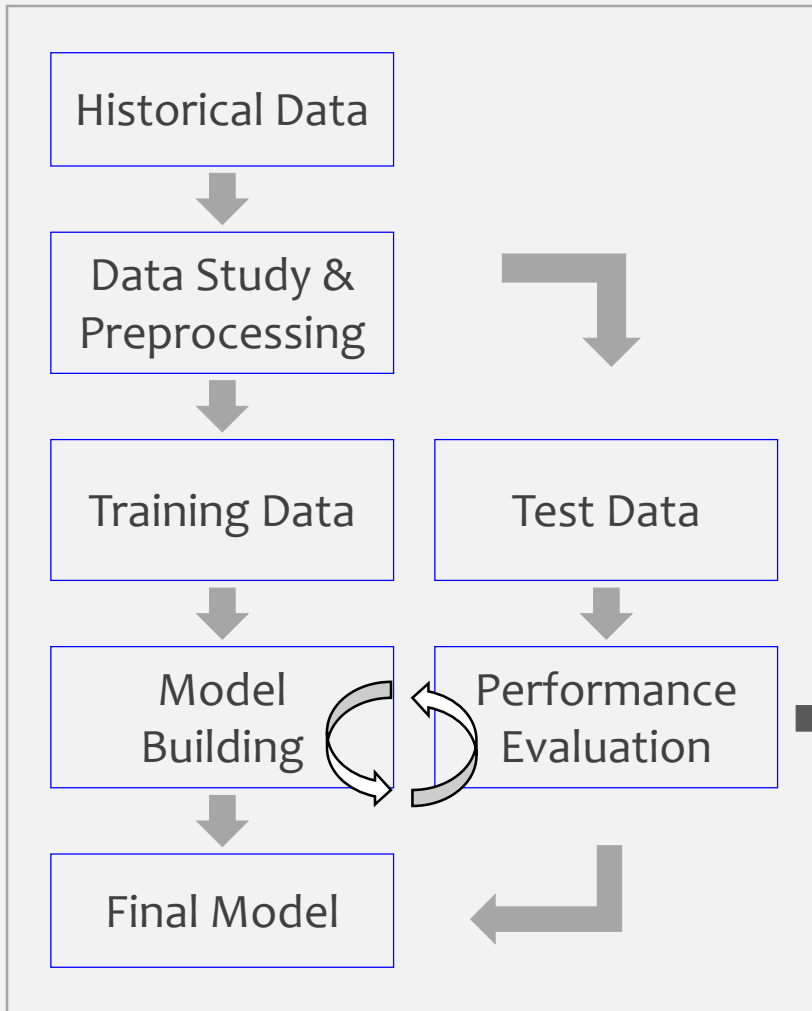 Historical Data
Data Study &
Preprocessing
Training Data
Test Data
Model
Building
Performance
Evaluation
Final Model